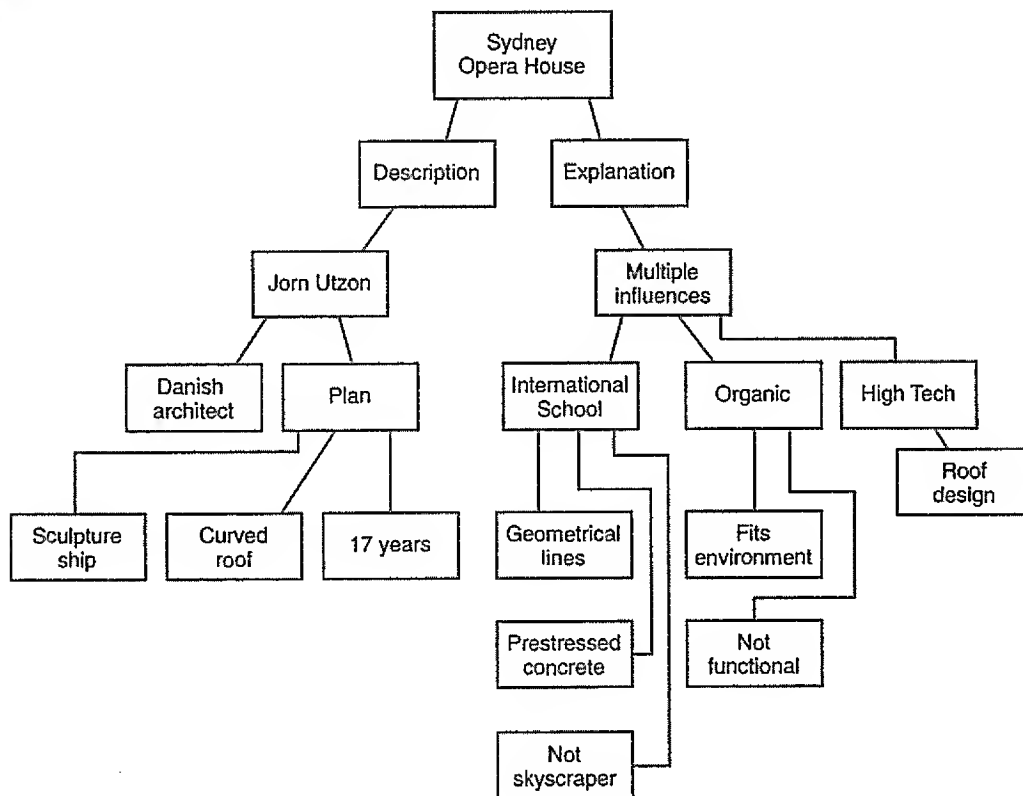 Sydney
Opera House
Description
Explanation
Jorn Utzon
Multiple
influences
Danish
architect
Plan
International
School
Organic
High Tech
Roof
design
Sculpture
ship
Curved
roof
17 years
Geometrical
lines
Fits
environment
Prestressed
concrete
Not
functional
Not
skyscraper